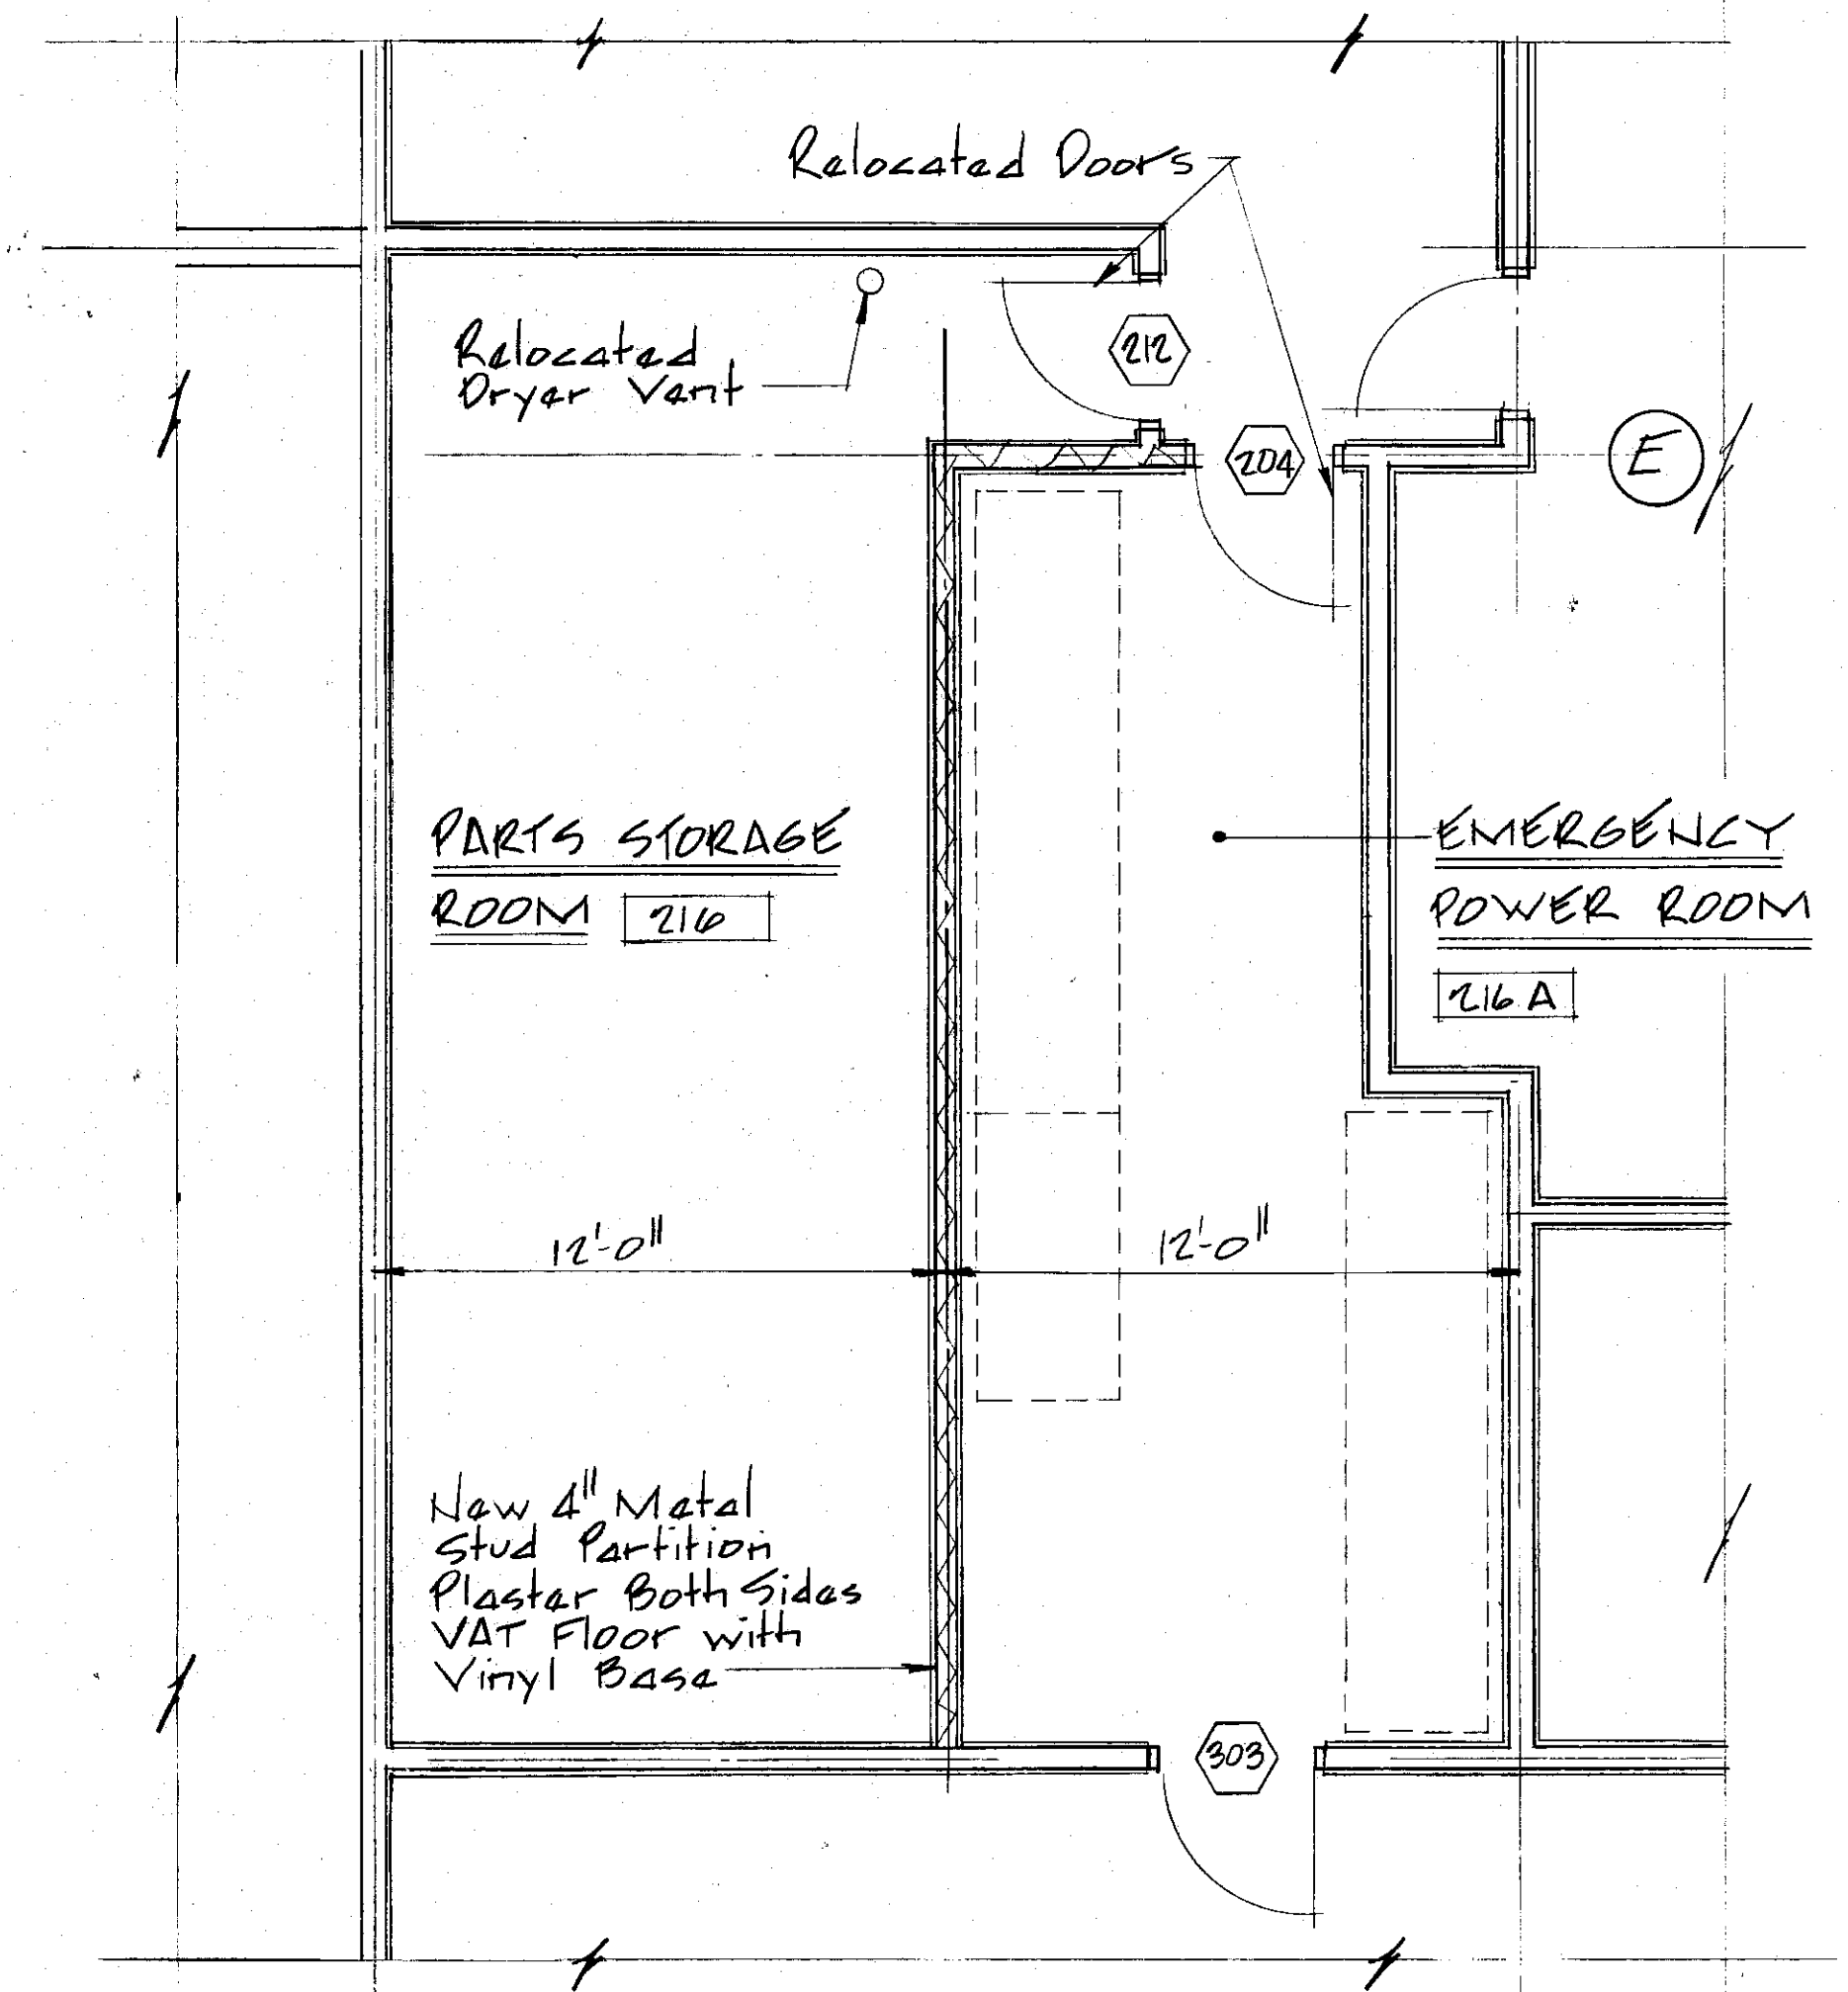 Relocated Doors
Relocated
Dryer Vent
212
204
E
PARTS STORAGE
ROOM 216
EMERGENCY
POWER ROOM
216 A
12'-0"
12'-0"
New 4" Metal
Stud Partition
Plaster Both Sides
VAT Floor with
Vinyl Base
303